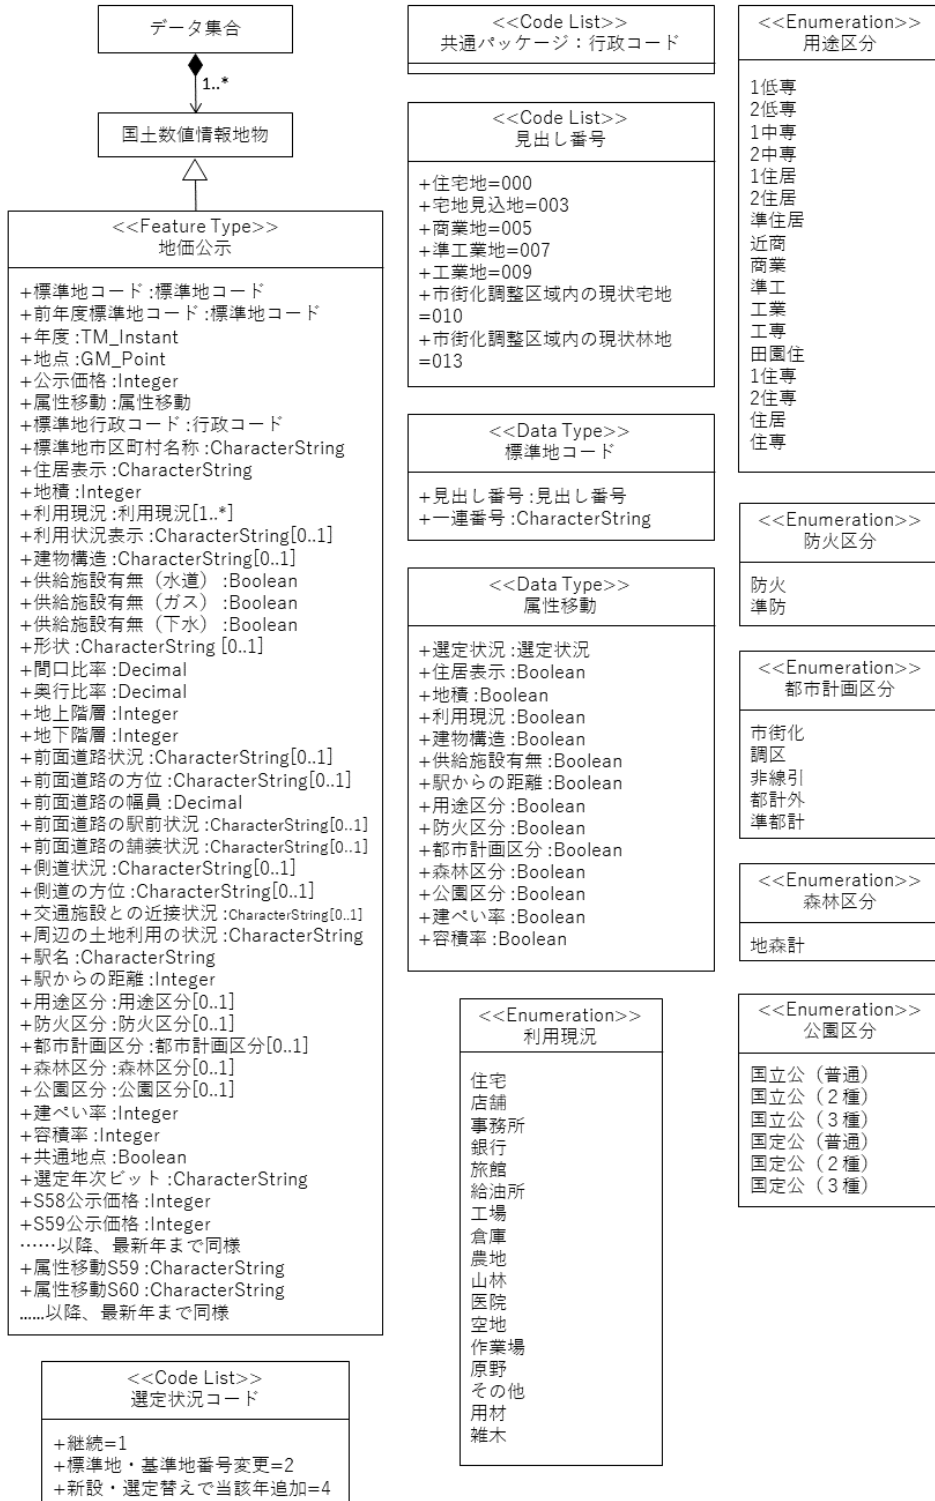 データ集合
1..*
国土数値情報地物
<<Feature Type>>
地価公示
+標準地コード :標準地コード
+前年度標準地コード :標準地コード
+年度 :TM_Instant
+地点 :GM_Point
+公示価格 :Integer
+属性移動 :属性移動
+標準地行政コード :行政コード
+標準地市区町村名称 :CharacterString
+住居表示 :CharacterString
+地積 :Integer
+利用現況 :利用現況[1..*]
+利用状況表示 :CharacterString[0..1]
+建物構造 :CharacterString[0..1]
+供給施設有無（水道） :Boolean
+供給施設有無（ガス） :Boolean
+供給施設有無（下水） :Boolean
+形状 :CharacterString [0..1]
+間口比率 :Decimal
+奥行比率 :Decimal
+地上階層 :Integer
+地下階層 :Integer
+前面道路状況 :CharacterString[0..1]
+前面道路の方位 :CharacterString[0..1]
+前面道路の幅員 :Decimal
+前面道路の駅前状況 :CharacterString[0..1]
+前面道路の舗装状況 :CharacterString[0..1]
+側道状況 :CharacterString[0..1]
+側道の方位 :CharacterString[0..1]
+交通施設との近接状況 :CharacterString[0..1]
+周辺の土地利用の状況 :CharacterString
+駅名 :CharacterString
+駅からの距離 :Integer
+用途区分 :用途区分[0..1]
+防火区分 :防火区分[0..1]
+都市計画区分 :都市計画区分[0..1]
+森林区分 :森林区分[0..1]
+公園区分 :公園区分[0..1]
+建ぺい率 :Integer
+容積率 :Integer
+共通地点 :Boolean
+選定年次ビット :CharacterString
+S58公示価格 :Integer
+S59公示価格 :Integer
……以降、最新年まで同様
+属性移動S59 :CharacterString
+属性移動S60 :CharacterString
……以降、最新年まで同様
<<Code List>>
選定状況コード
+継続=1
+標準地・基準地番号変更=2
+新設・選定替えで当該年追加=4
<<Code List>>
共通パッケージ：行政コード
<<Code List>>
見出し番号
+住宅地=000
+宅地見込地=003
+商業地=005
+準工業地=007
+工業地=009
+市街化調整区域内の現状宅地
=010
+市街化調整区域内の現状林地
=013
<<Data Type>>
標準地コード
+見出し番号 :見出し番号
+一連番号 :CharacterString
<<Data Type>>
属性移動
+選定状況 :選定状況
+住居表示 :Boolean
+地積 :Boolean
+利用現況 :Boolean
+建物構造 :Boolean
+供給施設有無 :Boolean
+駅からの距離 :Boolean
+用途区分 :Boolean
+防火区分 :Boolean
+都市計画区分 :Boolean
+森林区分 :Boolean
+公園区分 :Boolean
+建ぺい率 :Boolean
+容積率 :Boolean
<<Enumeration>>
利用現況
住宅
店舗
事務所
銀行
旅館
給油所
工場
倉庫
農地
山林
医院
空地
作業場
原野
その他
用材
雑木
<<Enumeration>>
用途区分
1低専
2低専
1中専
2中専
1住居
2住居
準住居
近商
商業
準工
工業
工専
田園住
1住専
2住専
住居
住専
<<Enumeration>>
防火区分
防火
準防
<<Enumeration>>
都市計画区分
市街化
調区
非線引
都計外
準都計
<<Enumeration>>
森林区分
地森計
<<Enumeration>>
公園区分
国立公（普通）
国立公（２種）
国立公（３種）
国定公（普通）
国定公（２種）
国定公（３種）